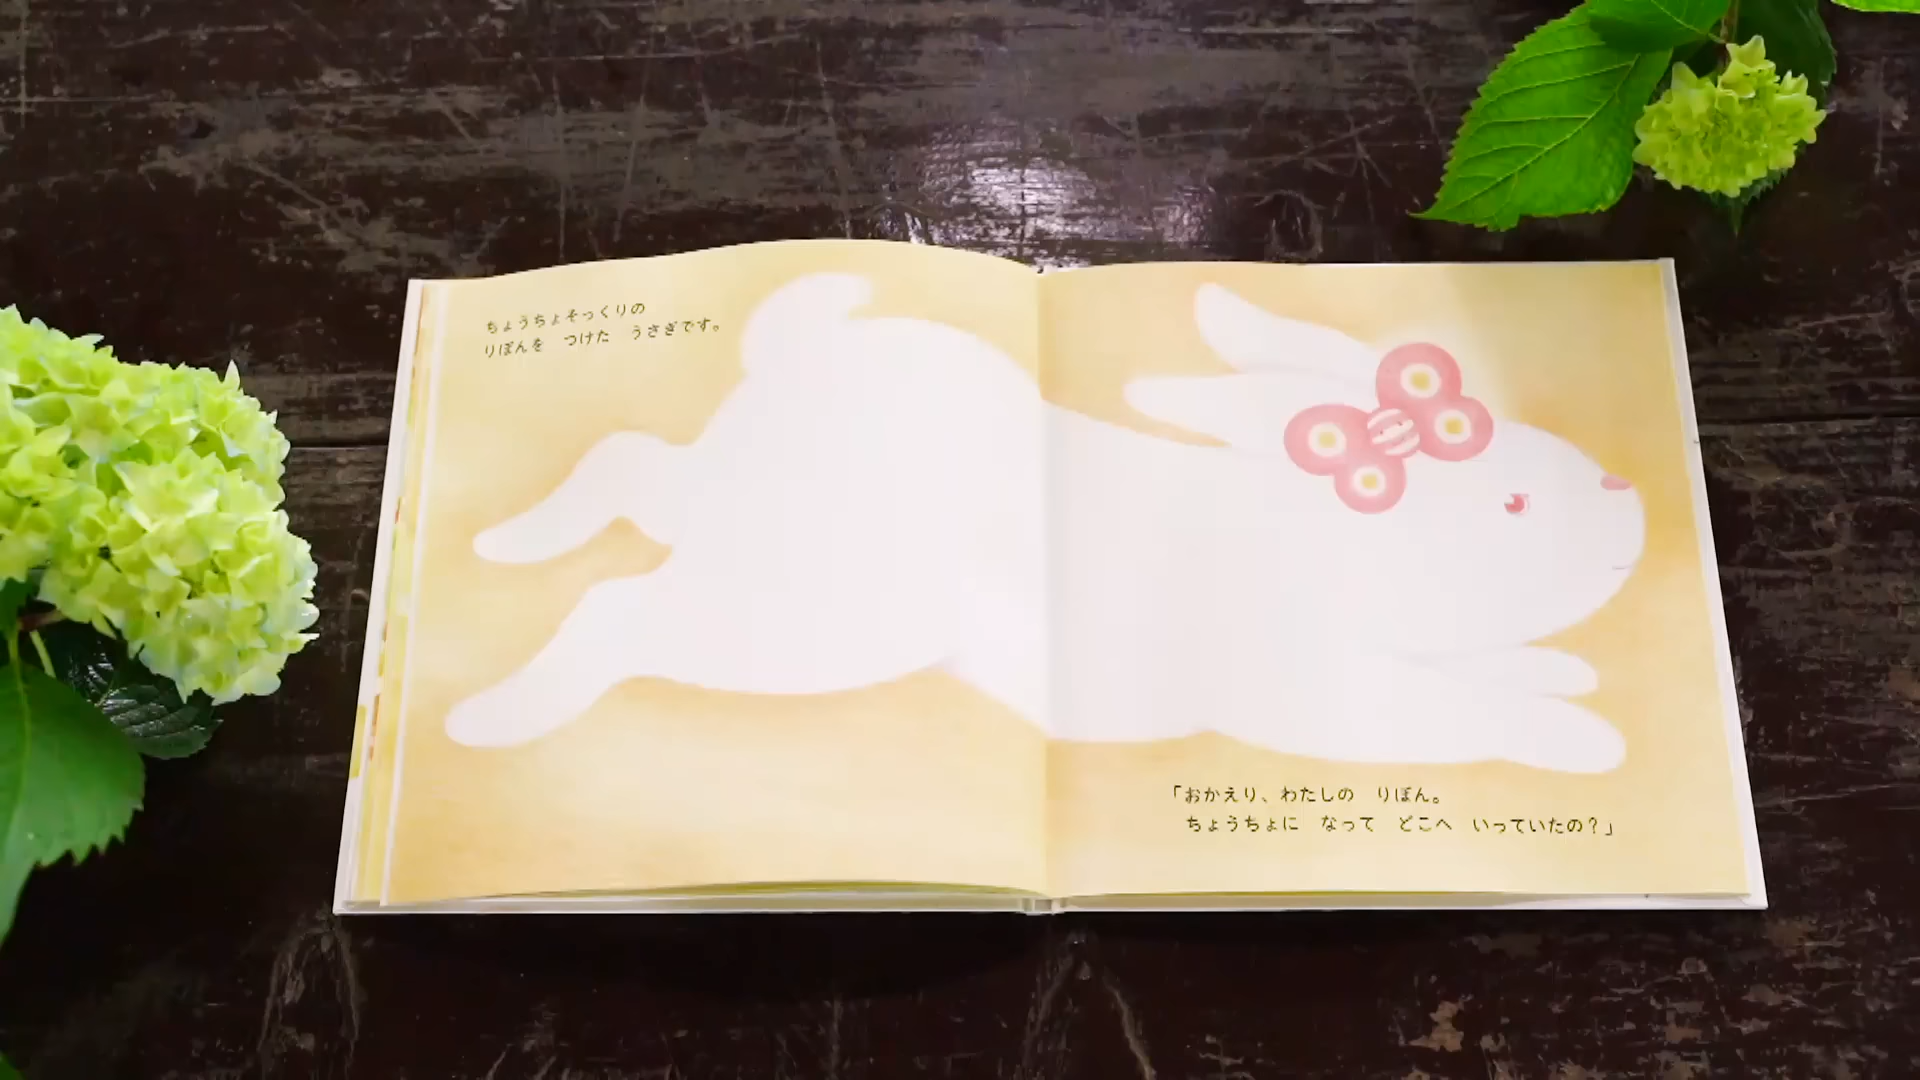 ちょうちょそっくりの
りぼんを　つけた　うさぎです。
「おかえり、わたしの　りぼん。
ちょうちょに　なって　どこへ　いっていたの？」